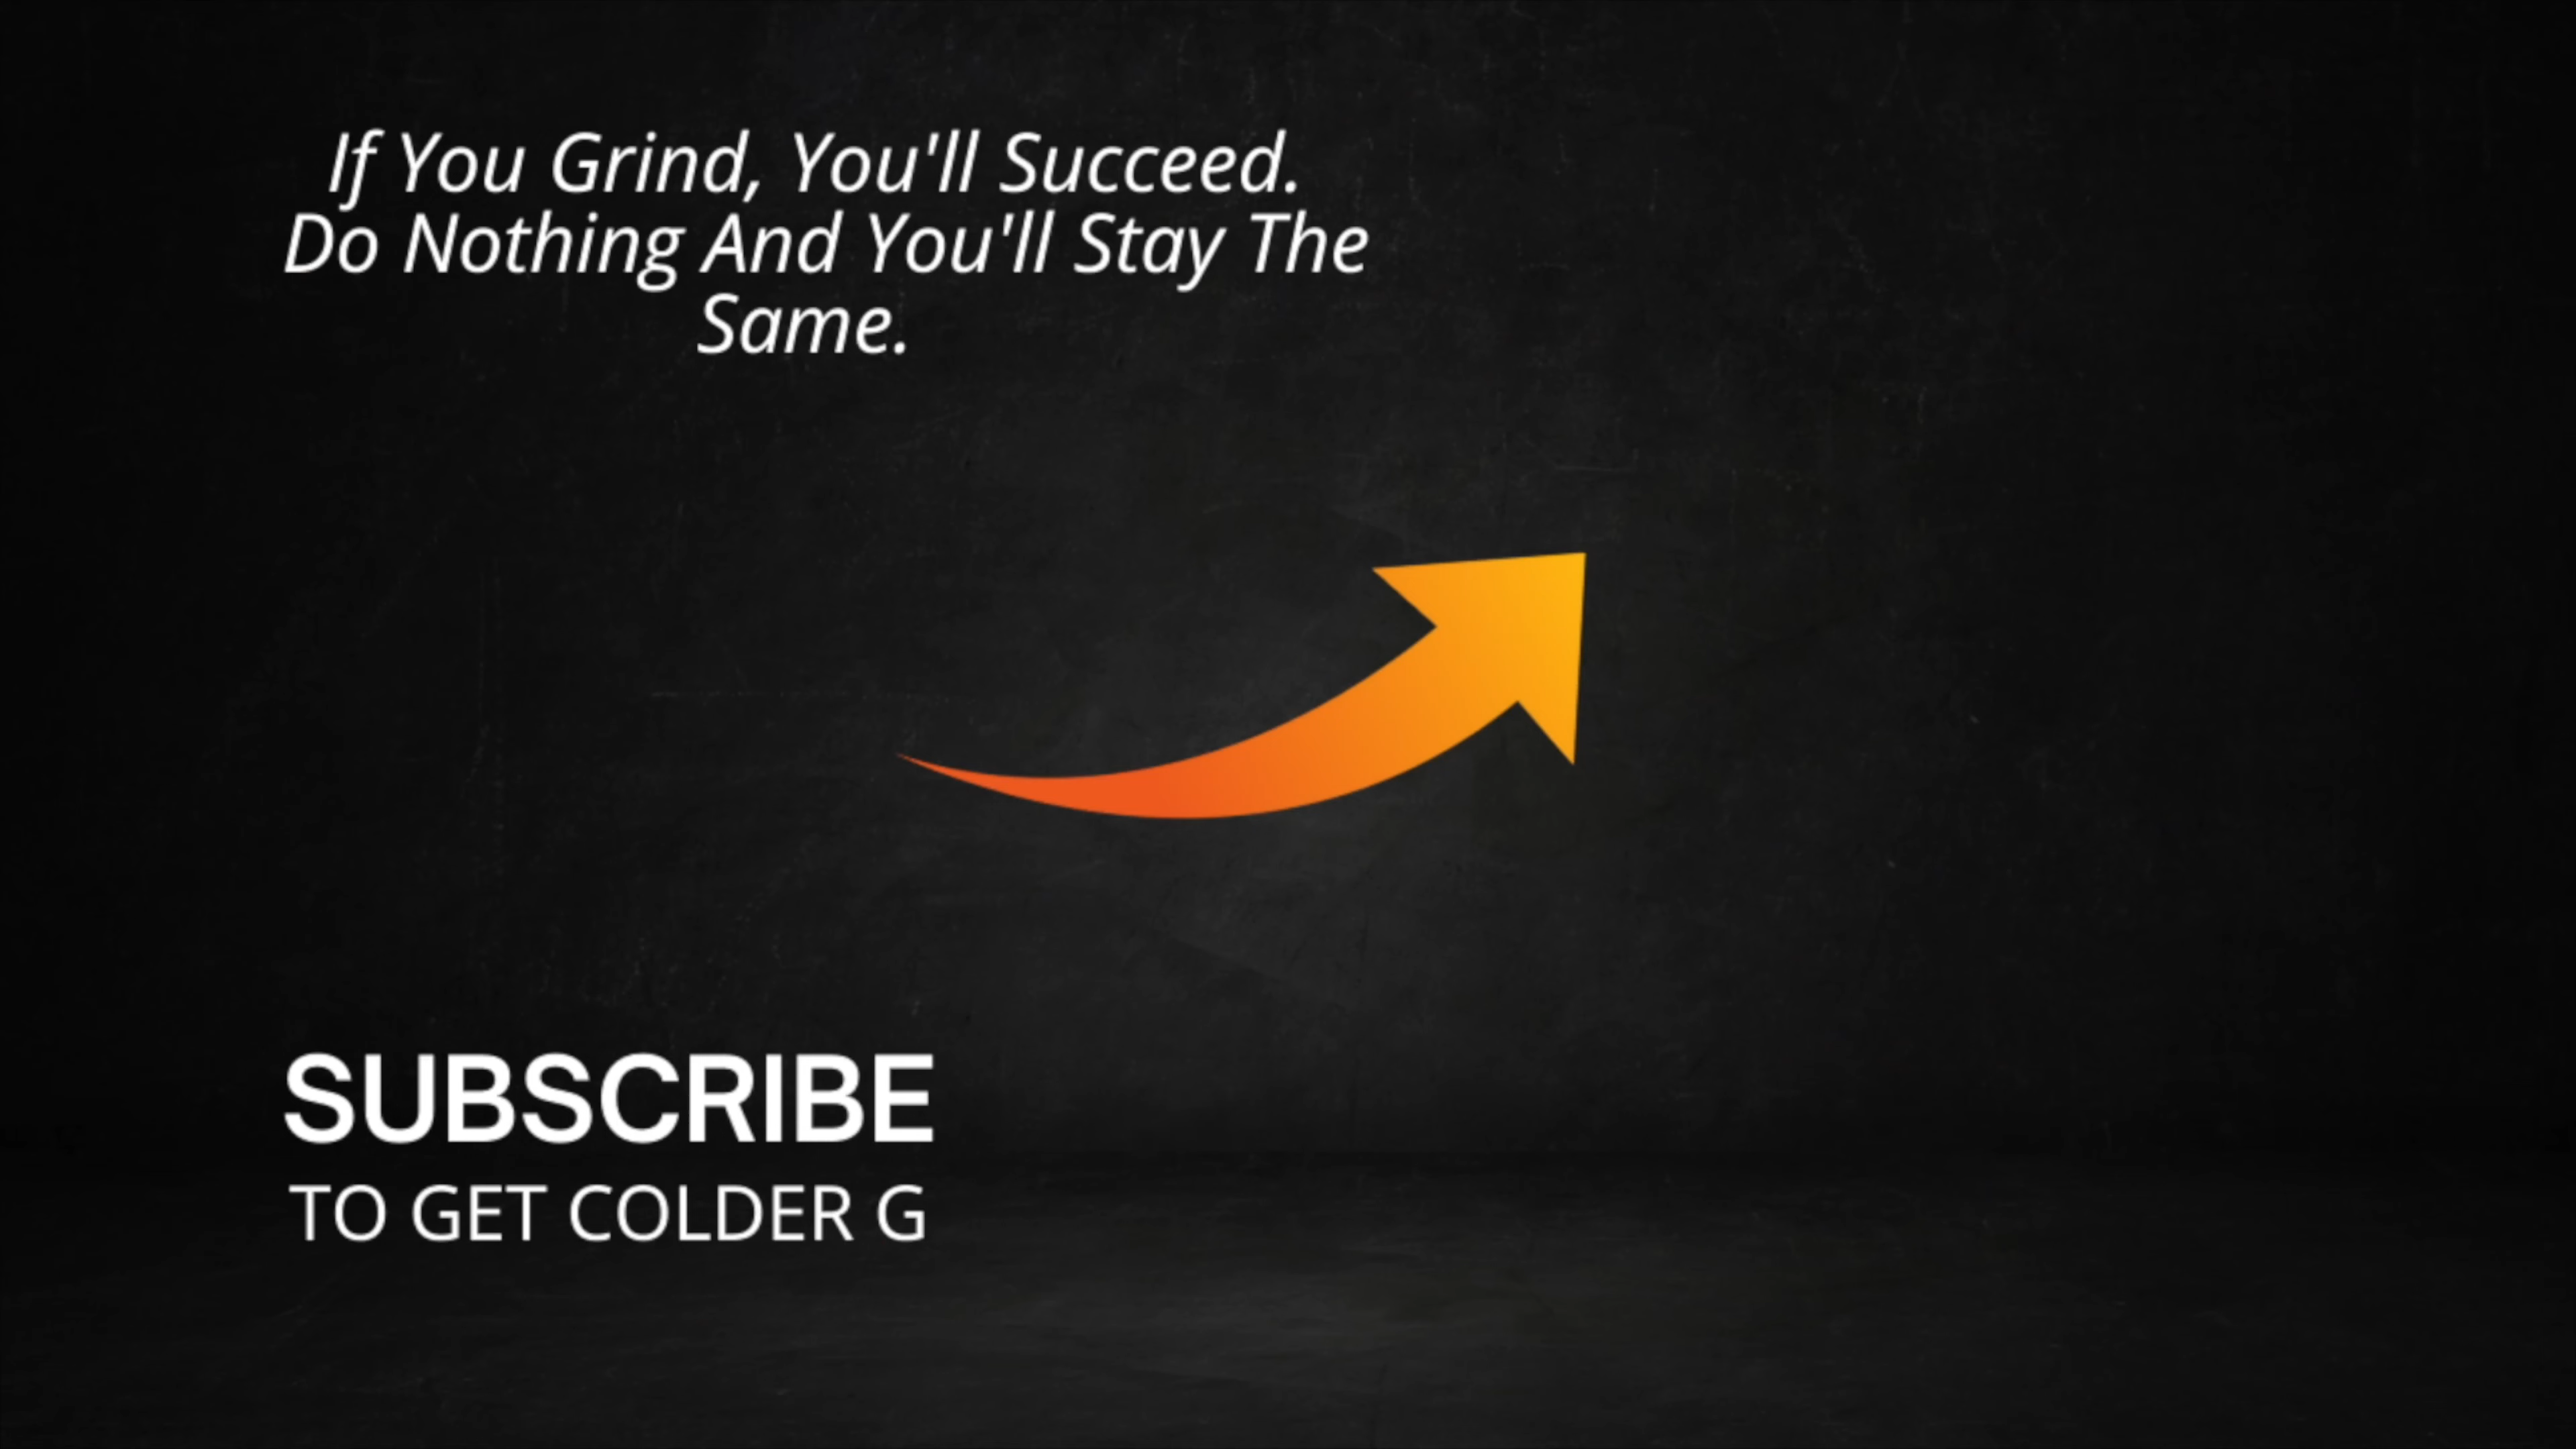 If You Grind, You'll Succeed.
Do Nothing And You'll Stay The
Same.
SUBSCRIBE
TO GET COLDER G